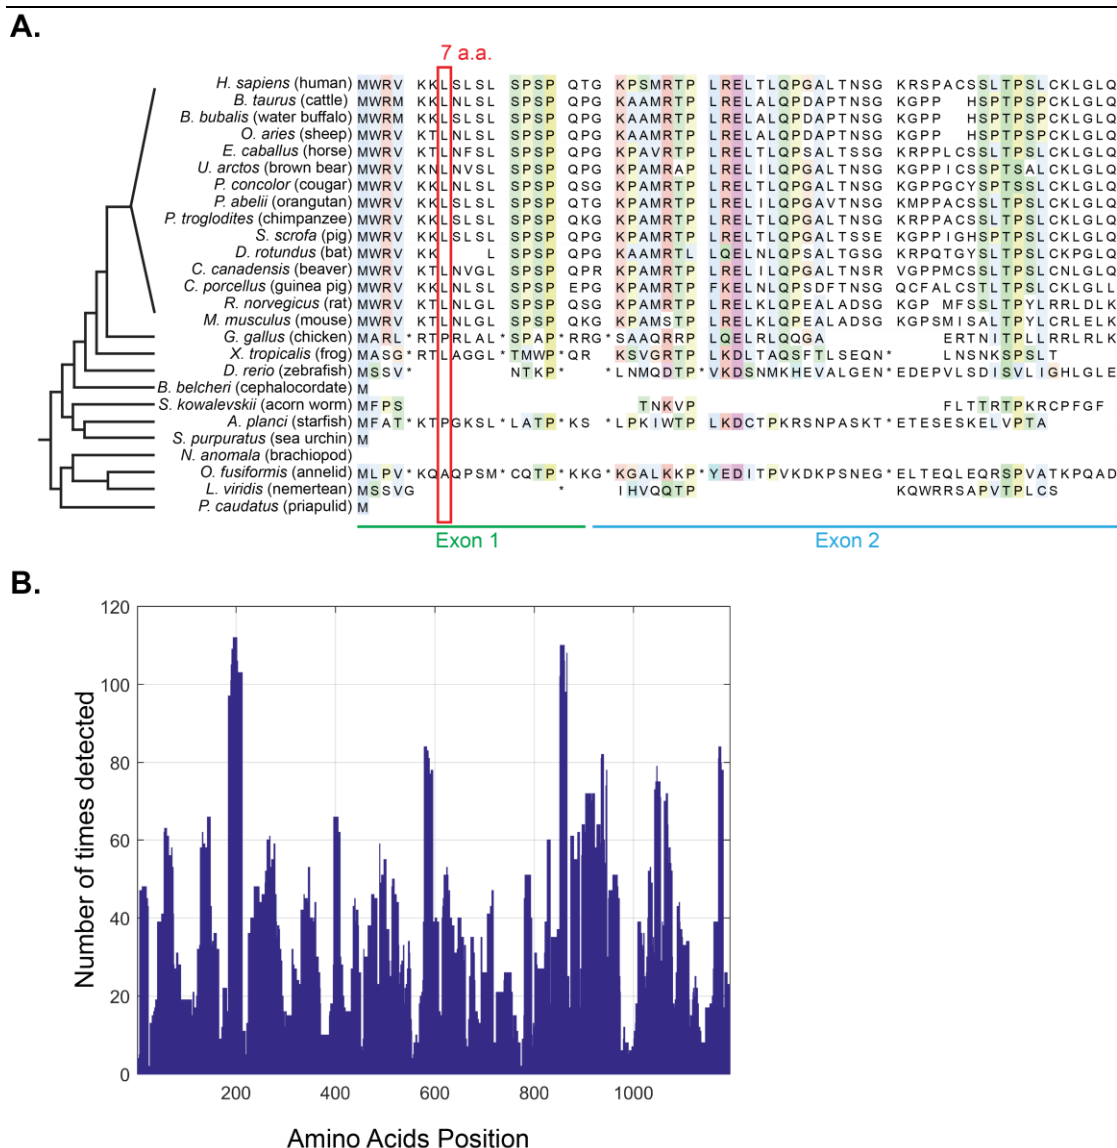 A.
7 a.a.
H. sapiens (human) MWRV KKLSLSL SPSP QTG KPSMRTP LRELTLQPGALTNSG KRSPACSSLTPSLCKLGLQ
B. taurus (cattle) MWRM KKLNLSL SPSP QPG KAAMRTP LRELALQPDAPTNSG KGPP HSPTPSPCKLGLQ
B. bubalis (water buffalo) MWRM KKLSLSL SPSP QPG KAAMRTP LRELALQPDAPTNSG KGPP HSPTPSPCKLGLQ
O. aries (sheep) MWRV KTLNLSL SPSP QPG KAAMRTP LRELALQPDAPTNSG KGPP HSPTPSPCKLGLQ
E. caballus (horse) MWRV KTLNFSL SPSP QPG KPAVRTP LRELTLQPSALTSSG KRPPLCSSLTPSLCKLGLQ
U. arctos (brown bear) MWRV KNLNVSL SPSP QPG KPAMRAP LRELILQPGALTNSG KGPPICSSPTSALCKLGLQ
P. concolor (cougar) MWRV KKLNLSL SPSP QSG KPAMRTP LRELTLQPGALTNSG KGPPGCYSPTSSLCKLGLQ
P. abelii (orangutan) MWRV KKLSLSL SPSP QTG KPAMRTP LRELILQPGAVTNSG KMPPACSSLTPSLCKLGLQ
P. troglodites (chimpanzee) MWRV KKLSLSL SPSP QKG KPAMRTP LRELTLQPGALTNSG KRPPACSSLTPSLCKLGLQ
S. scrofa (pig) MWRV KKLSLSL SPSP QPG KPAMRTP LRELTLQPGALTSSE KGPPIGHSPTPSLCKLGLQ
D. rotundus (bat) MWRV KK L SPSP QPG KPAMRTL LQELNLQPSALTGSG KRPQTGYSLTPSLCKLGLQ
C. canadensis (beaver) MWRV KTLNVGL SPSP QPR KPAMRTP LRELILQPGALTNSR VGPPMCSSLTPSLCNLGLQ
C. porcellus (guinea pig) MWRV KKLNLSL SPSP EPG KPAMRTP FKELNLQPSDFTNSG QCFALCSTLTPSLCKLGLL
R. norvegicus (rat) MWRV KTLNLGL SPSP QSG KPAMRTP LRELKLQPEALADSG KGP MFSSLTPYLRRLDLK
M. musculus (mouse) MWRV KTLNLGL SPSP QKG KPAMSTP LRELKLQPEALADSG KGPSMISALTPYLCRLELK
G. gallus (chicken) MARL*RTPRLAL*SPAP*RRG*SAAQRRP LQELRLQQGA ERTNITPLLRRLRLK
X. tropicalis (frog) MASG*RTLAGGL*TMWP*QR KSVGRTP LKDLTAQSFTLSEQN* LNSNKSPSLT
D. rerio (zebrafish) MSSV* NTKP* *LNMQDTP*VKDSNMKHEVALGEN*EDEPVLSDISVLIGHLGLE
B. belcheri (cephalocordate) M
S. kowalevskii (acorn worm) MFPS TNKVP FLTTRTPKRCPFGF
A. planci (starfish) MFAT*KTPGKSL*LATP*KS *LPKIWTP LKDCTPKRSNPASKT*ETESESKELVPTA
S. purpuratus (sea urchin) M
N. anomala (brachiopod)
O. fusiformis (annelid) MLPV*KQAQPSM*CQTP*KKG*KGALKKP*YEDITPVKDKPSNEG*ELTEQLEQRSPVATKPQAD
L. viridis (nemertean) MSSVG * IHVQQTP KQWRRSAPVTPLCS
P. caudatus (priapulid) M
Exon 1 Exon 2
B.
120
100
80
60
40
20
0
Number of times detected
200 400 600 800 1000
Amino Acids Position